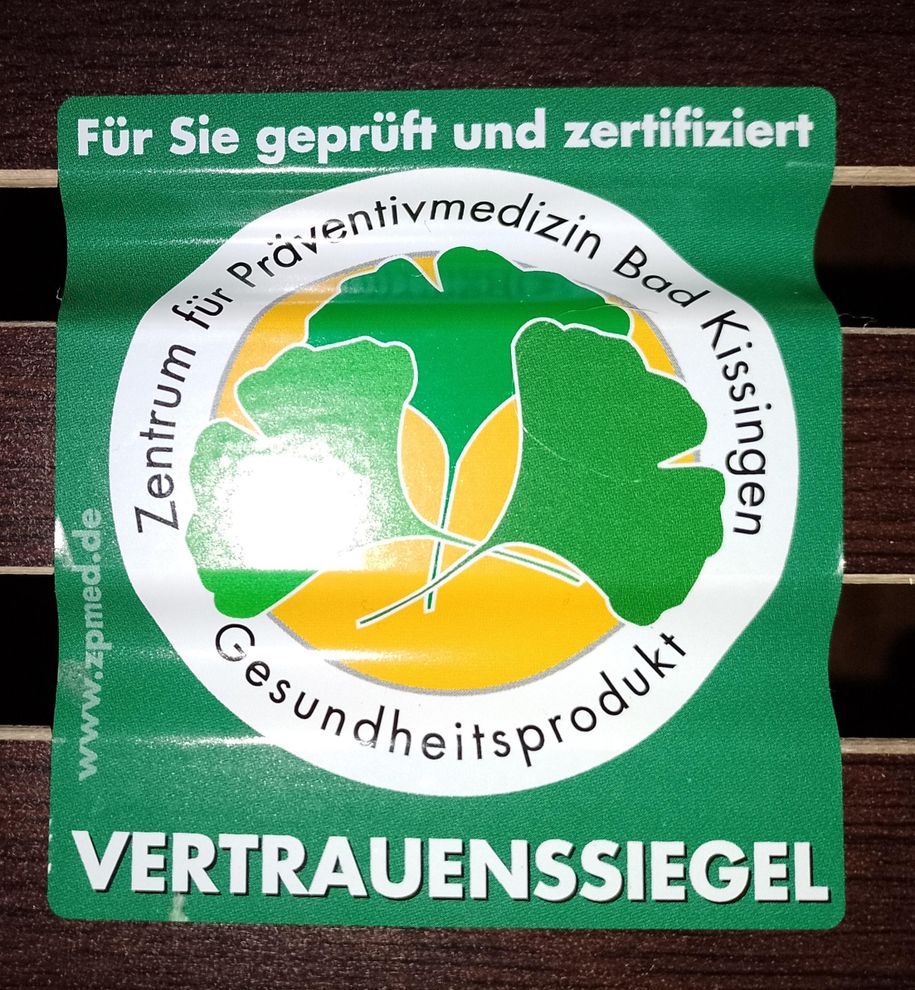 Für Sie geprüft und zertifiziert
Zentrum für Präventivmedizin Bad Kissingen
Gesundheitsprodukt
www.zpmed.de
VERTRAUENSSIEGEL